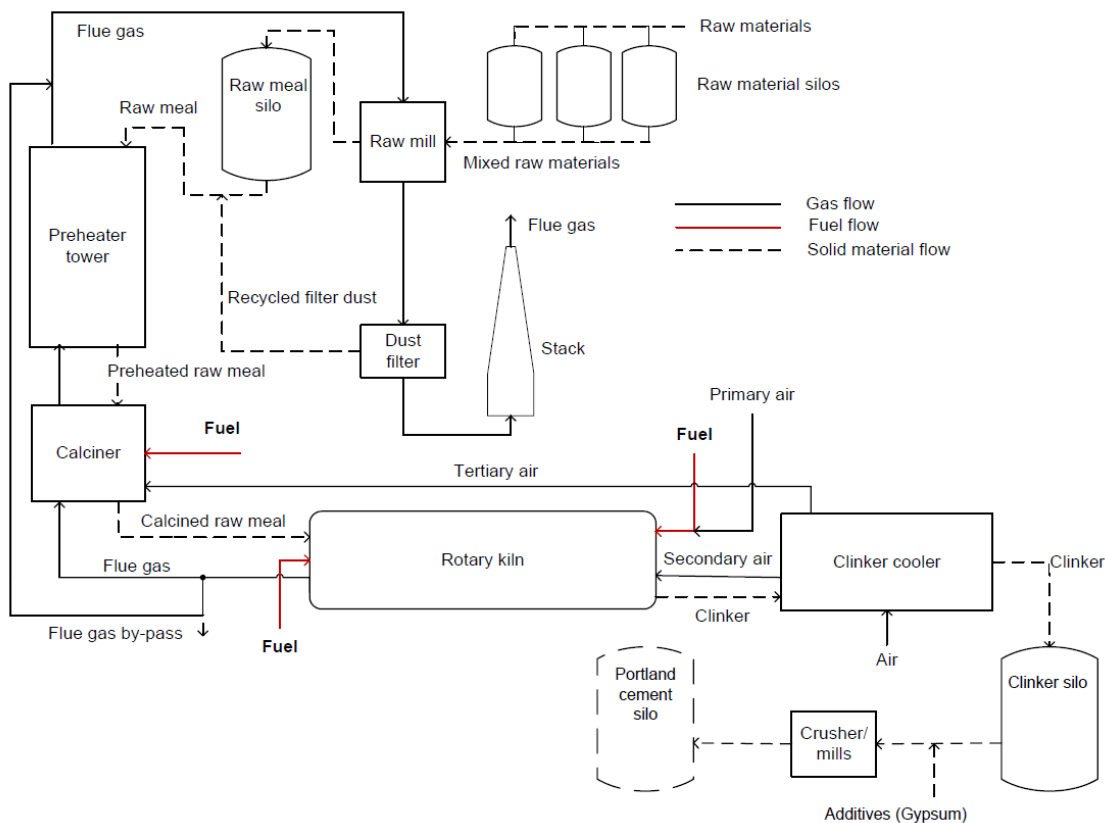 Flue gas
Raw materials
Raw meal
silo
Raw material silos
Raw meal
Raw mill
Mixed raw materials
Gas flow
Fuel flow
Solid material flow
Flue gas
Preheater
tower
Recycled filter dust
Dust
filter
Stack
Preheated raw meal
Primary air
Fuel
Fuel
Calciner
Tertiary air
Calcined raw meal
Flue gas
Rotary kiln
Secondary air
Clinker cooler
Clinker
Clinker
Flue gas by-pass
Fuel
Air
Portland
cement
silo
Clinker silo
Crusher/
mills
Additives (Gypsum)